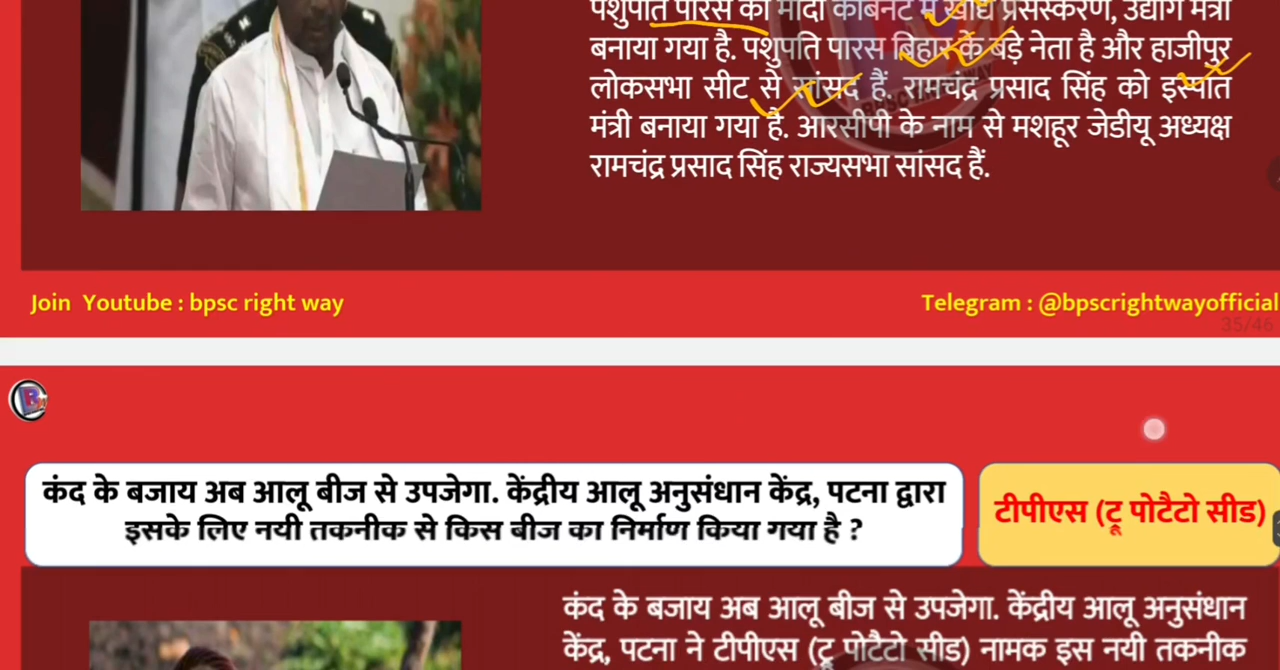 पशुपति पारस को मोदी कैबिनेट में खाद्य प्रसंस्करण, उद्योग मंत्री
बनाया गया है. पशुपति पारस बिहार के बड़े नेता है और हाजीपुर
लोकसभा सीट से सांसद हैं. रामचंद्र प्रसाद सिंह को इस्पात
मंत्री बनाया गया है. आरसीपी के नाम से मशहूर जेडीयू अध्यक्ष
रामचंद्र प्रसाद सिंह राज्यसभा सांसद हैं.
Join Youtube : bpsc right way
Telegram : @bpscrightwayofficial
35/46
कंद के बजाय अब आलू बीज से उपजेगा. केंद्रीय आलू अनुसंधान केंद्र, पटना द्वारा
इसके लिए नयी तकनीक से किस बीज का निर्माण किया गया है ?
टीपीएस (ट्रू पोटैटो सीड)
कंद के बजाय अब आलू बीज से उपजेगा. केंद्रीय आलू अनुसंधान
केंद्र, पटना ने टीपीएस (ट्रू पोटैटो सीड) नामक इस नयी तकनीक